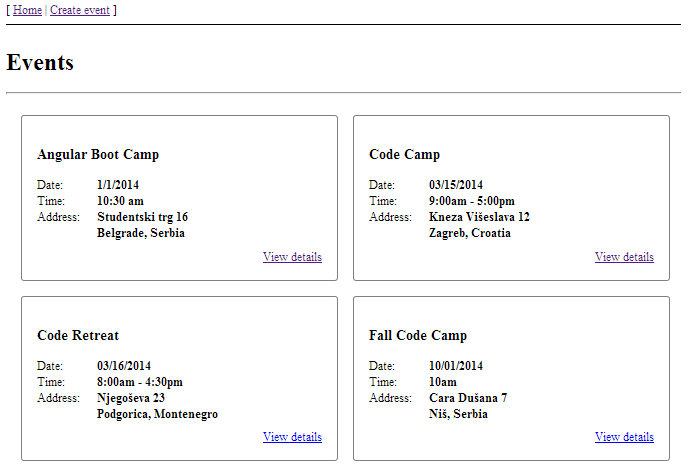 [ Home | Create event ]
Events
Angular Boot Camp
Date: 1/1/2014
Time: 10:30 am
Address: Studentski trg 16
Belgrade, Serbia
View details
Code Camp
Date: 03/15/2014
Time: 9:00am - 5:00pm
Address: Kneza Višeslava 12
Zagreb, Croatia
View details
Code Retreat
Date: 03/16/2014
Time: 8:00am - 4:30pm
Address: Njegoševa 23
Podgorica, Montenegro
View details
Fall Code Camp
Date: 10/01/2014
Time: 10am
Address: Cara Dušana 7
Niš, Serbia
View details